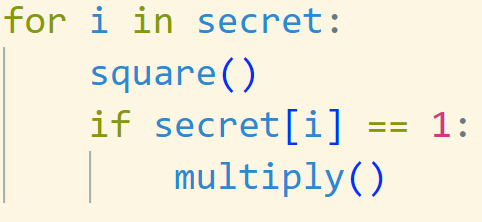 for i in secret:
    square()
    if secret[i] == 1:
        multiply()